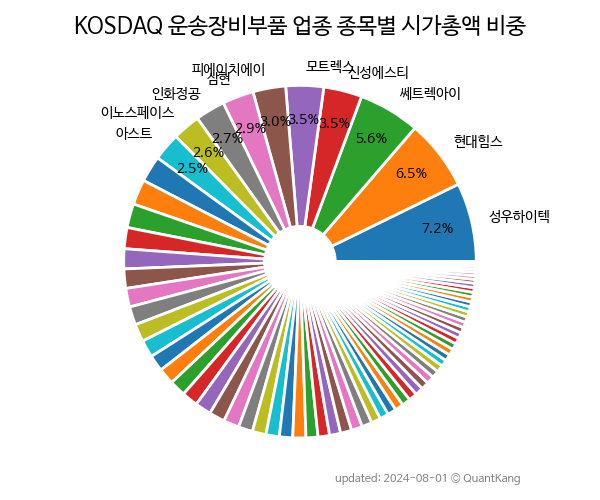 KOSDAQ 운송장비부품 업종 종목별 시가총액 비중
성우하이텍
7.2%
현대힘스
6.5%
쎄트렉아이
5.6%
신성에스티
3.5%
모트렉스
3.5%
피에이치에이
3.0%
삼현
2.9%
인화정공
2.7%
이노스페이스
2.6%
아스트
2.5%
updated: 2024-08-01 © QuantKang